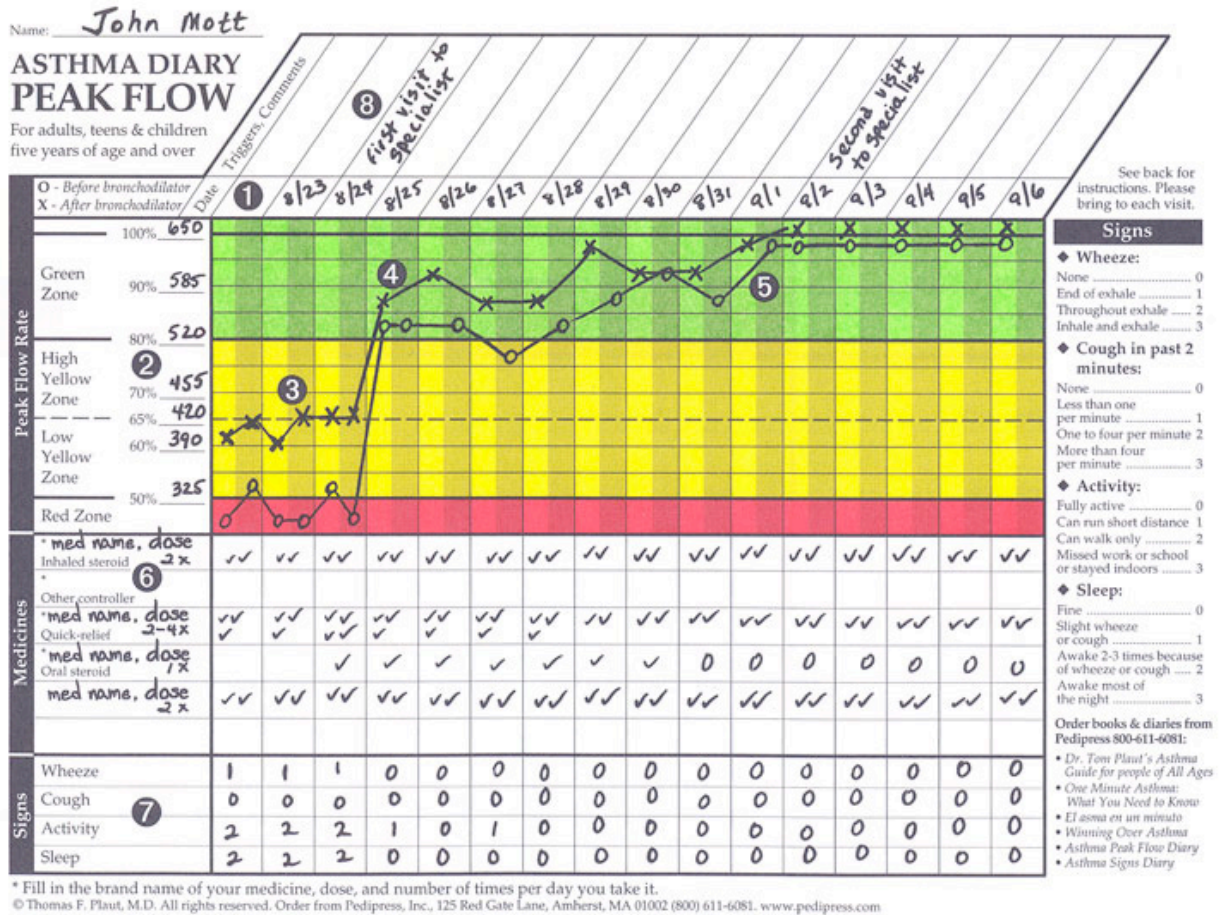 Name: John Mott
ASTHMA DIARY
PEAK FLOW
For adults, teens & children
five years of age and over
Triggers, Comments
8
first visit to
specialist
second visit
to specialist
See back for
instructions. Please
bring to each visit.
O - Before bronchodilator
X - After bronchodilator
Date
1 8/23 8/24 8/25 8/26 8/27 8/28 8/29 8/30 8/31 9/1 9/2 9/3 9/4 9/5 9/6
Peak Flow Rate
100% 650
Green
Zone
90% 585
80% 520
High
Yellow
Zone
2
70% 455
65% 420
Low
Yellow
Zone
60% 390
50% 325
Red Zone
3
4
5
Medicines
*med name, dose
Inhaled steroid 2x
6
*
Other controller
*med name, dose
Quick-relief 2-4x
*med name, dose
Oral steroid 1x
0 0 0 0 0 0 0
med name, dose
2x
Signs
7
Wheeze 1 1 1 0 0 0 0 0 0 0 0 0 0 0 0 0
Cough 0 0 0 0 0 0 0 0 0 0 0 0 0 0 0 0
Activity 2 2 2 1 0 1 0 0 0 0 0 0 0 0 0 0
Sleep 2 2 2 0 0 0 0 0 0 0 0 0 0 0 0 0
Signs
◆ Wheeze:
None ............ 0
End of exhale ............ 1
Throughout exhale ..... 2
Inhale and exhale ........ 3
◆ Cough in past 2
minutes:
None ............ 0
Less than one
per minute ............ 1
One to four per minute 2
More than four
per minute ............ 3
◆ Activity:
Fully active ............ 0
Can run short distance 1
Can walk only ............ 2
Missed work or school
or stayed indoors ........ 3
◆ Sleep:
Fine ............ 0
Slight wheeze
or cough ............ 1
Awake 2-3 times because
of wheeze or cough ..... 2
Awake most of
the night ............ 3
Order books & diaries from
Pedipress 800-611-6081:
• Dr. Tom Plaut's Asthma
Guide for people of All Ages
• One Minute Asthma:
What You Need to Know
• El asma en un minuto
• Winning Over Asthma
• Asthma Peak Flow Diary
• Asthma Signs Diary
* Fill in the brand name of your medicine, dose, and number of times per day you take it.
© Thomas F. Plaut, M.D. All rights reserved. Order from Pedipress, Inc., 125 Red Gate Lane, Amherst, MA 01002 (800) 611-6081. www.pedipress.com